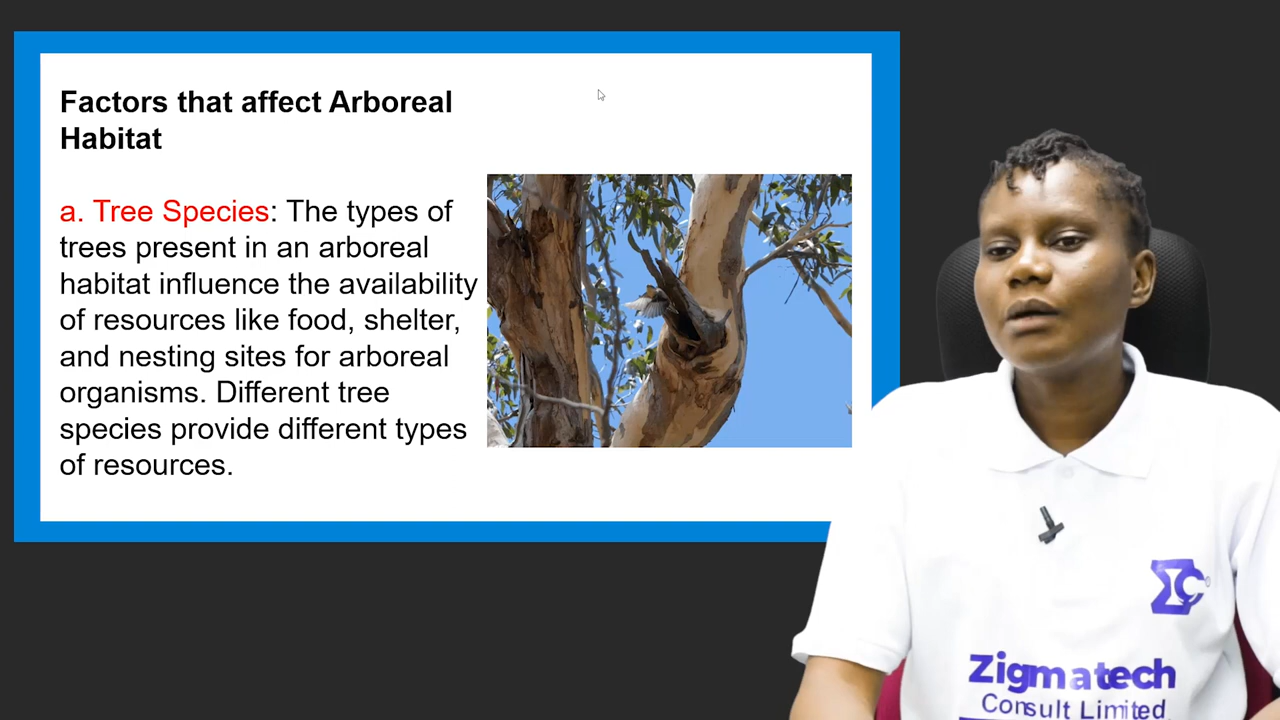 Factors that affect Arboreal
Habitat
a. Tree Species: The types of
trees present in an arboreal
habitat influence the availability
of resources like food, shelter,
and nesting sites for arboreal
organisms. Different tree
species provide different types
of resources.
ΣC
Zigmatech
Consult Limited